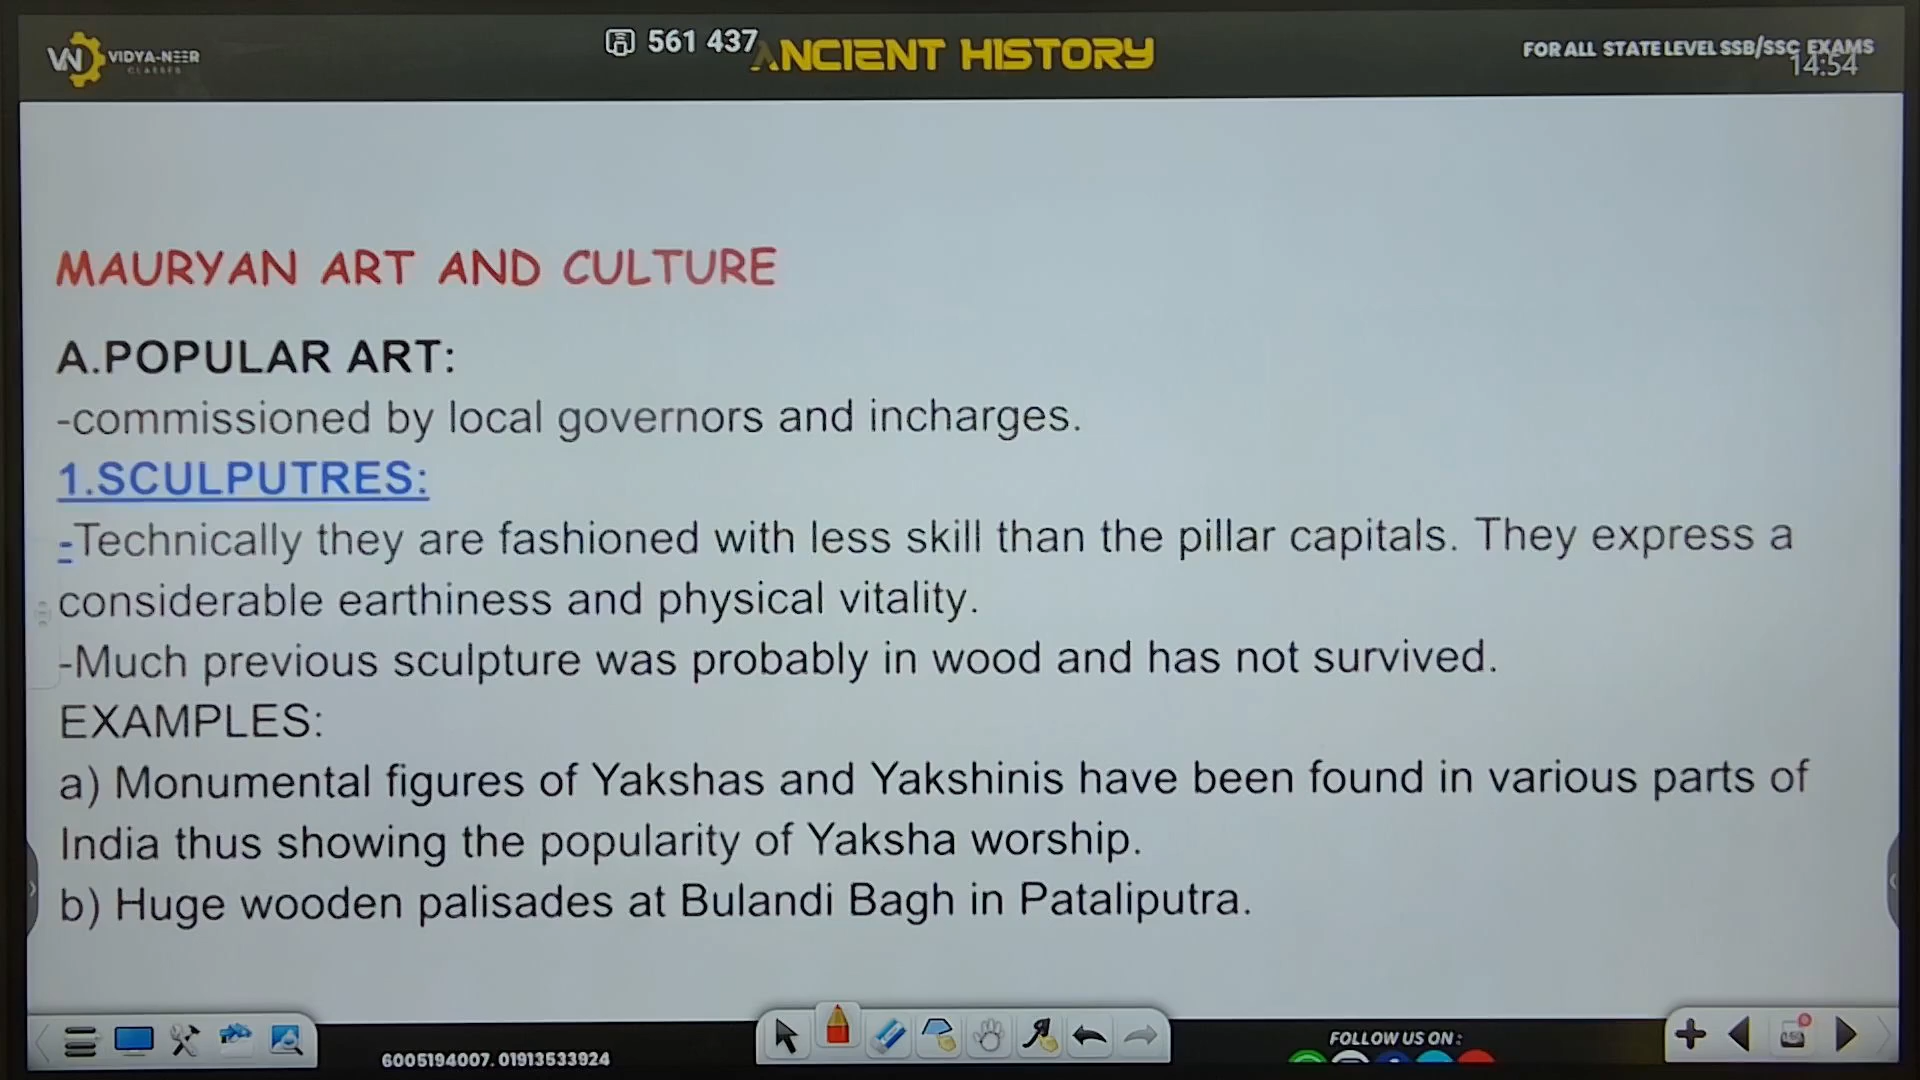 VN VIDYA-NEER
CLASSES
561 437
ANCIENT HISTORY
FOR ALL STATE LEVEL SSB/SSC EXAMS
14:54
MAURYAN ART AND CULTURE
A.POPULAR ART:
-commissioned by local governors and incharges.
1.SCULPUTRES:
-Technically they are fashioned with less skill than the pillar capitals. They express a
considerable earthiness and physical vitality.
-Much previous sculpture was probably in wood and has not survived.
EXAMPLES:
a) Monumental figures of Yakshas and Yakshinis have been found in various parts of
India thus showing the popularity of Yaksha worship.
b) Huge wooden palisades at Bulandi Bagh in Pataliputra.
6005194007, 01913533924
FOLLOW US ON :